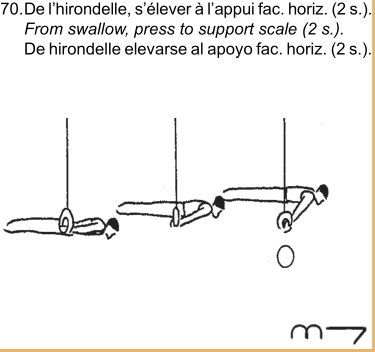 70. De l'hirondelle, s'élever à l'appui fac. horiz. (2 s.).
From swallow, press to support scale (2 s.).
De hirondelle elevarse al apoyo fac. horiz. (2 s.).